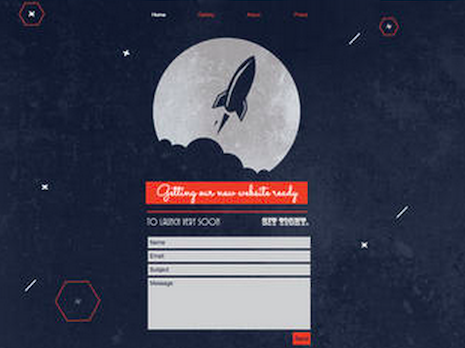 Home Gallery About Press
Getting our new website ready
TO LAUNCH VERY SOON SIT TIGHT.
Name
Email
Subject
Message
Send